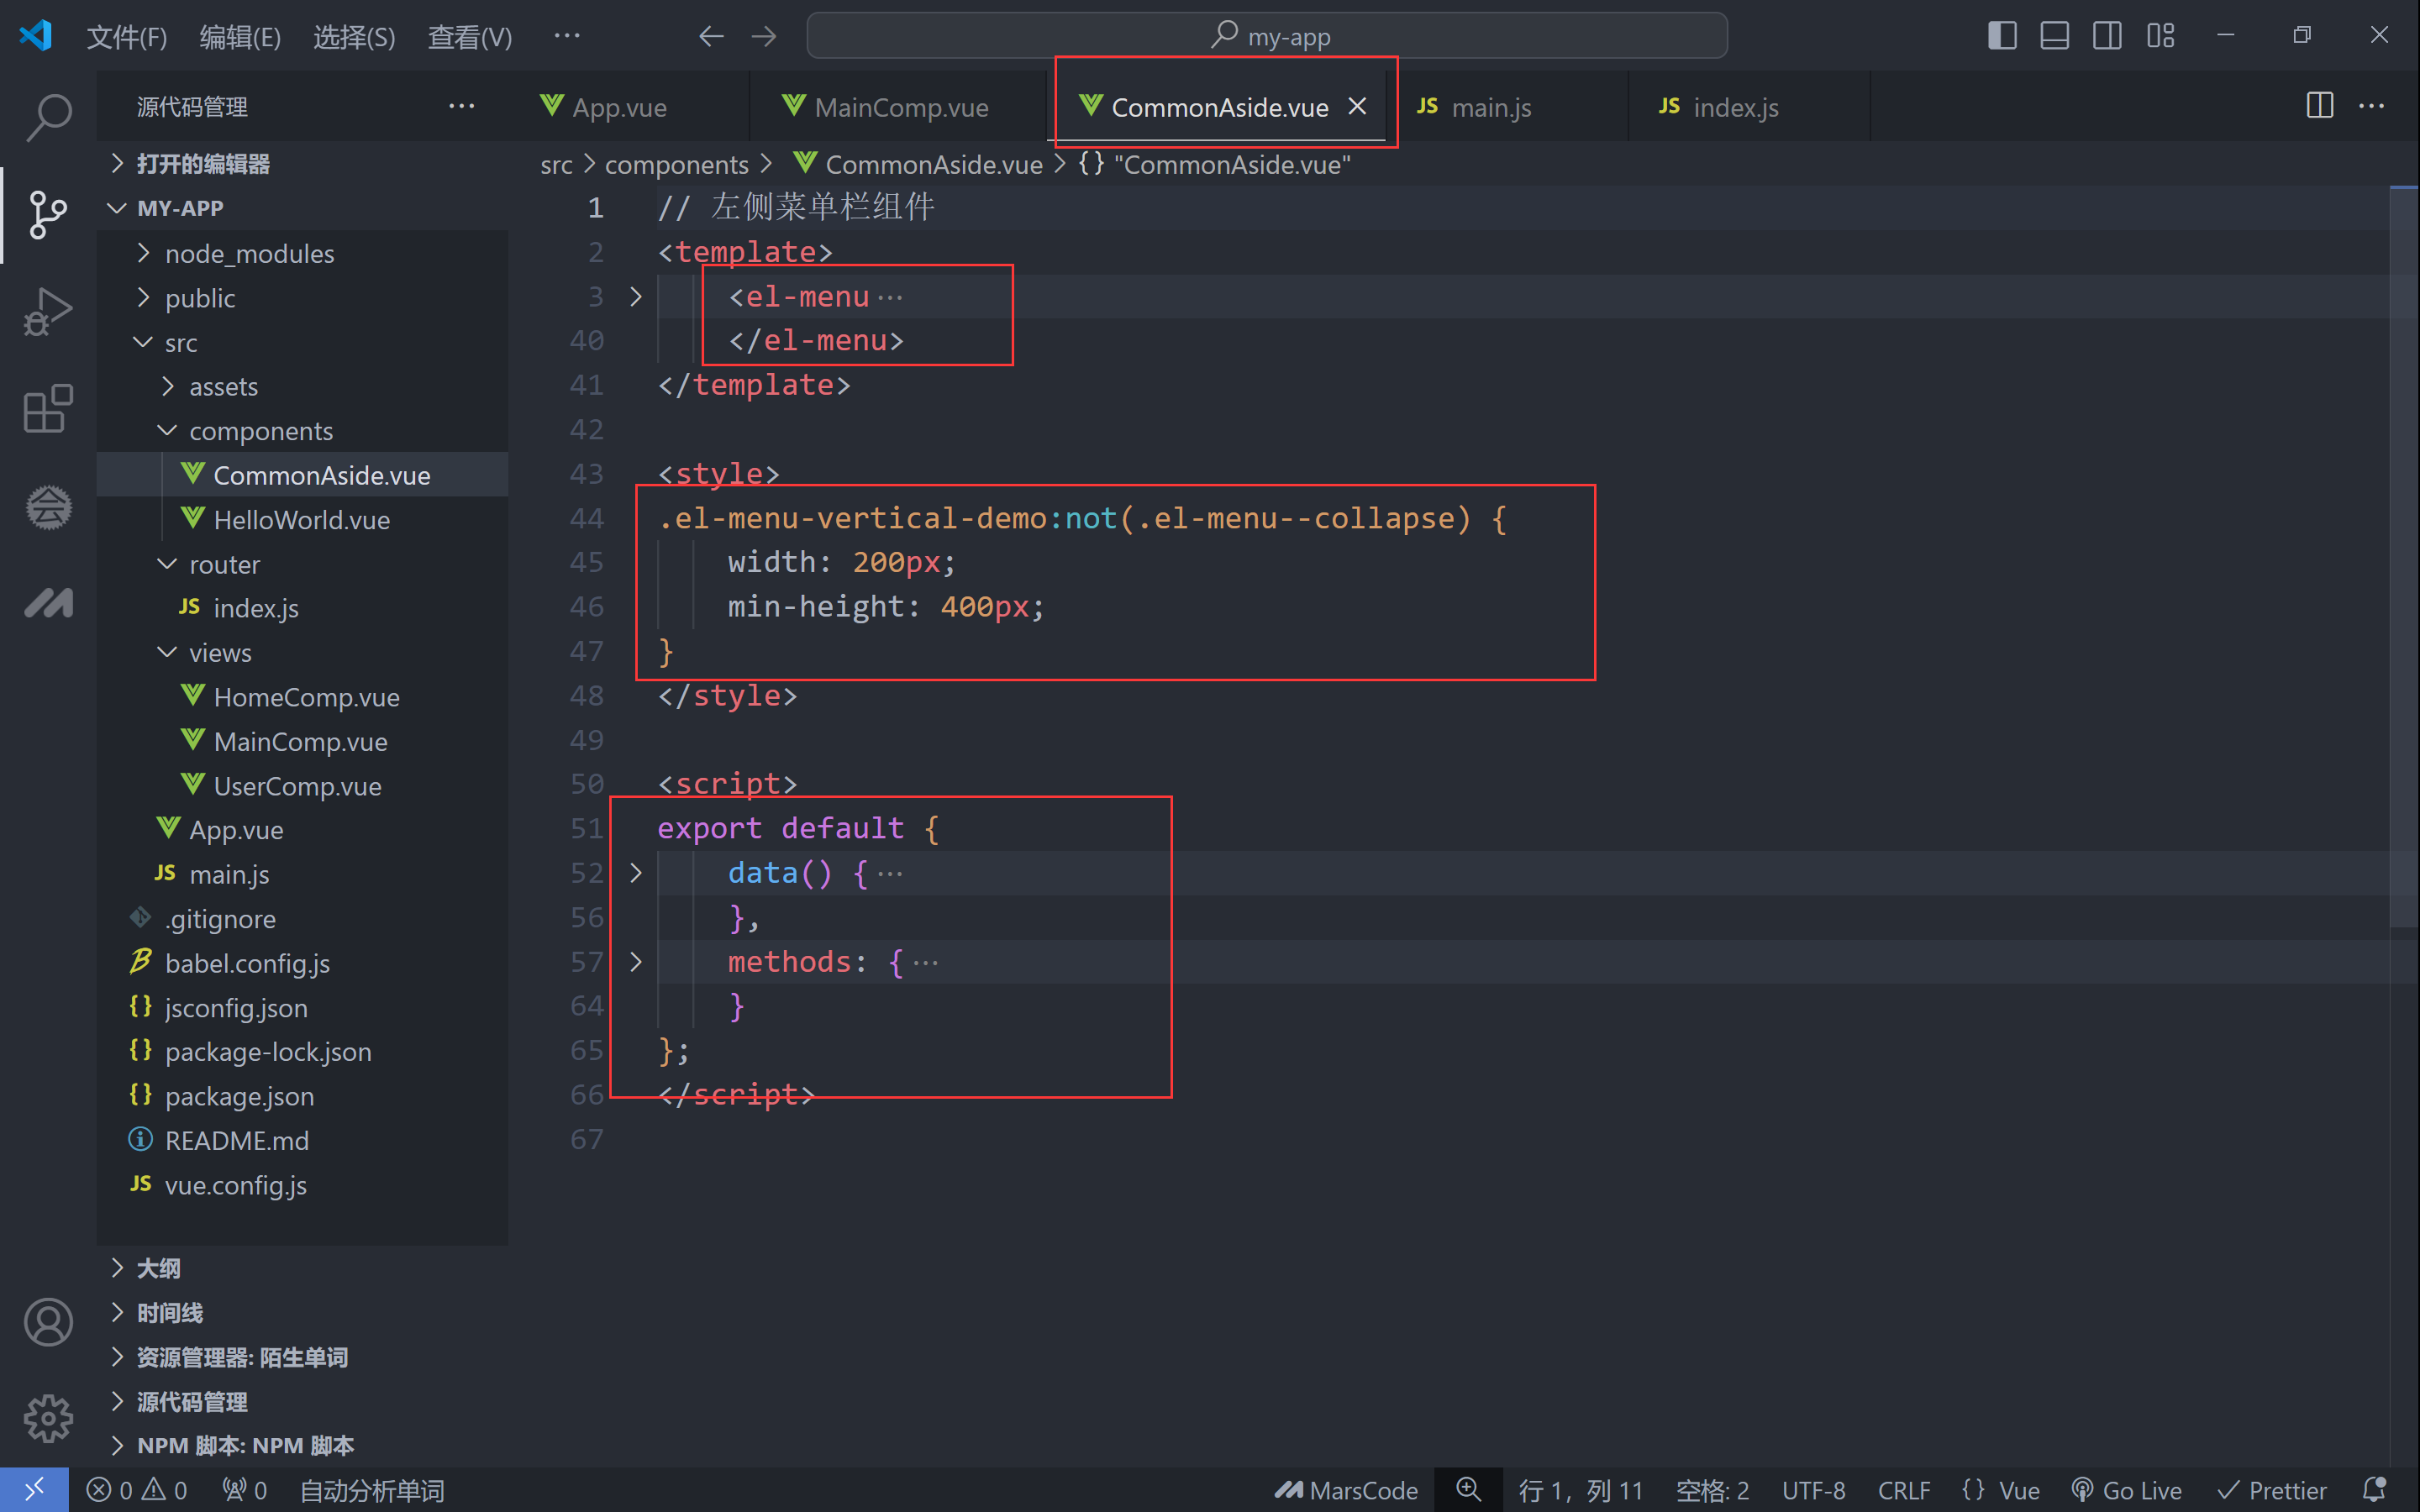 文件(F) 编辑(E) 选择(S) 查看(V) ··· my-app
源代码管理 ···
App.vue MainComp.vue CommonAside.vue JS main.js JS index.js ···
src > components > CommonAside.vue > {} "CommonAside.vue"
打开的编辑器
MY-APP
node_modules
public
src
assets
components
CommonAside.vue
HelloWorld.vue
router
JS index.js
views
HomeComp.vue
MainComp.vue
UserComp.vue
App.vue
JS main.js
.gitignore
babel.config.js
{} jsconfig.json
{} package-lock.json
{} package.json
README.md
JS vue.config.js
大纲
时间线
资源管理器: 陌生单词
源代码管理
NPM 脚本: NPM 脚本
1 // 左侧菜单栏组件
2 <template>
3 <el-menu ···
40 </el-menu>
41 </template>
42
43 <style>
44 .el-menu-vertical-demo:not(.el-menu--collapse) {
45 width: 200px;
46 min-height: 400px;
47 }
48 </style>
49
50 <script>
51 export default {
52 data() { ···
56 },
57 methods: { ···
64 }
65 };
66 </script>
67
0 0 0 自动分析单词 MarsCode 行 1，列 11 空格: 2 UTF-8 CRLF {} Vue Go Live Prettier